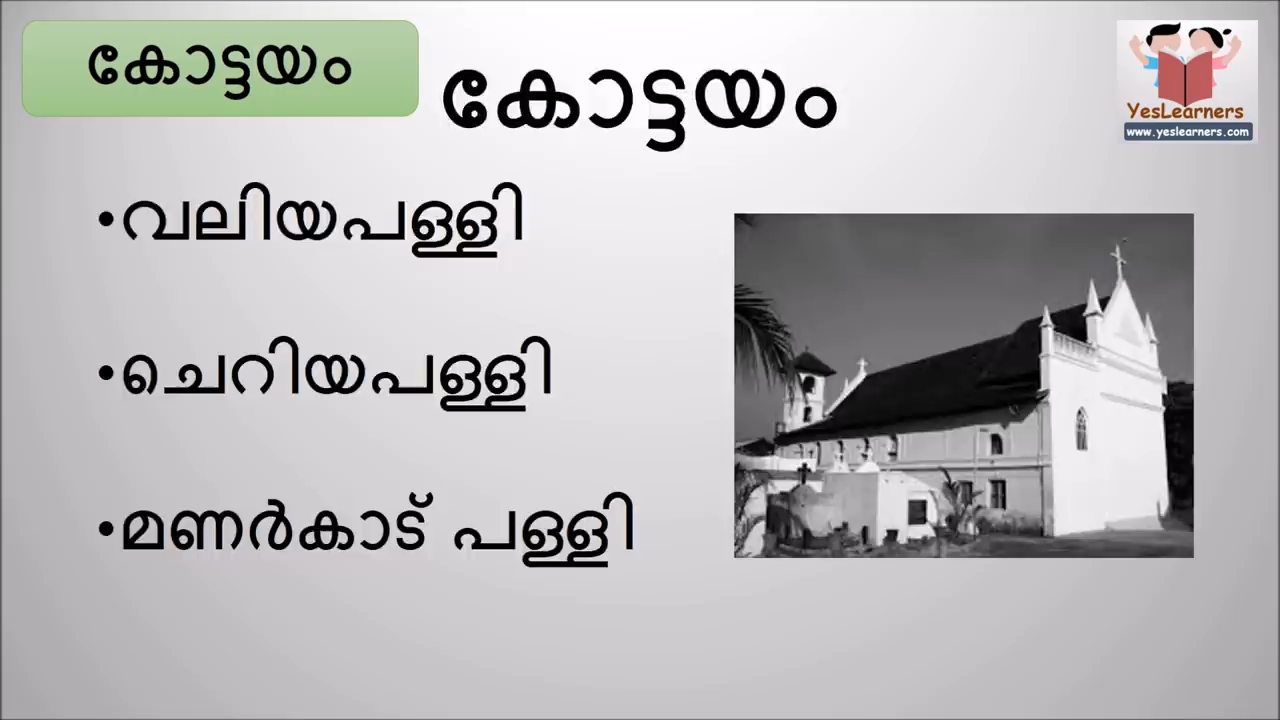 കോട്ടയം
കോട്ടയം
YesLearners
www.yeslearners.com
•വലിയപള്ളി
•ചെറിയപള്ളി
•മണർകാട് പള്ളി